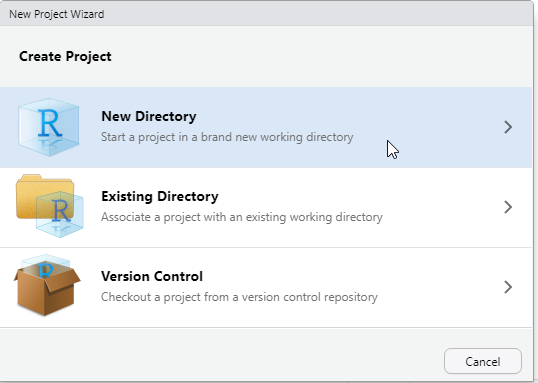 New Project Wizard
Create Project
R
New Directory
Start a project in a brand new working directory
R
Existing Directory
Associate a project with an existing working directory
Version Control
Checkout a project from a version control repository
Cancel